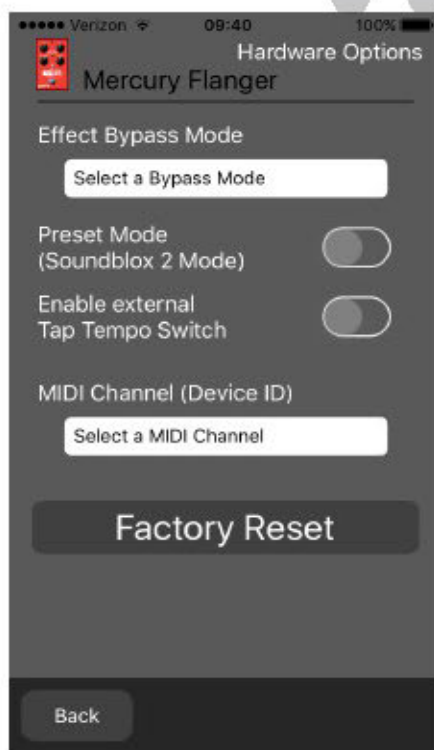 Verizon 09:40 100%
Hardware Options
Mercury Flanger
Effect Bypass Mode
Select a Bypass Mode
Preset Mode
(Soundblox 2 Mode)
Enable external
Tap Tempo Switch
MIDI Channel (Device ID)
Select a MIDI Channel
Factory Reset
Back